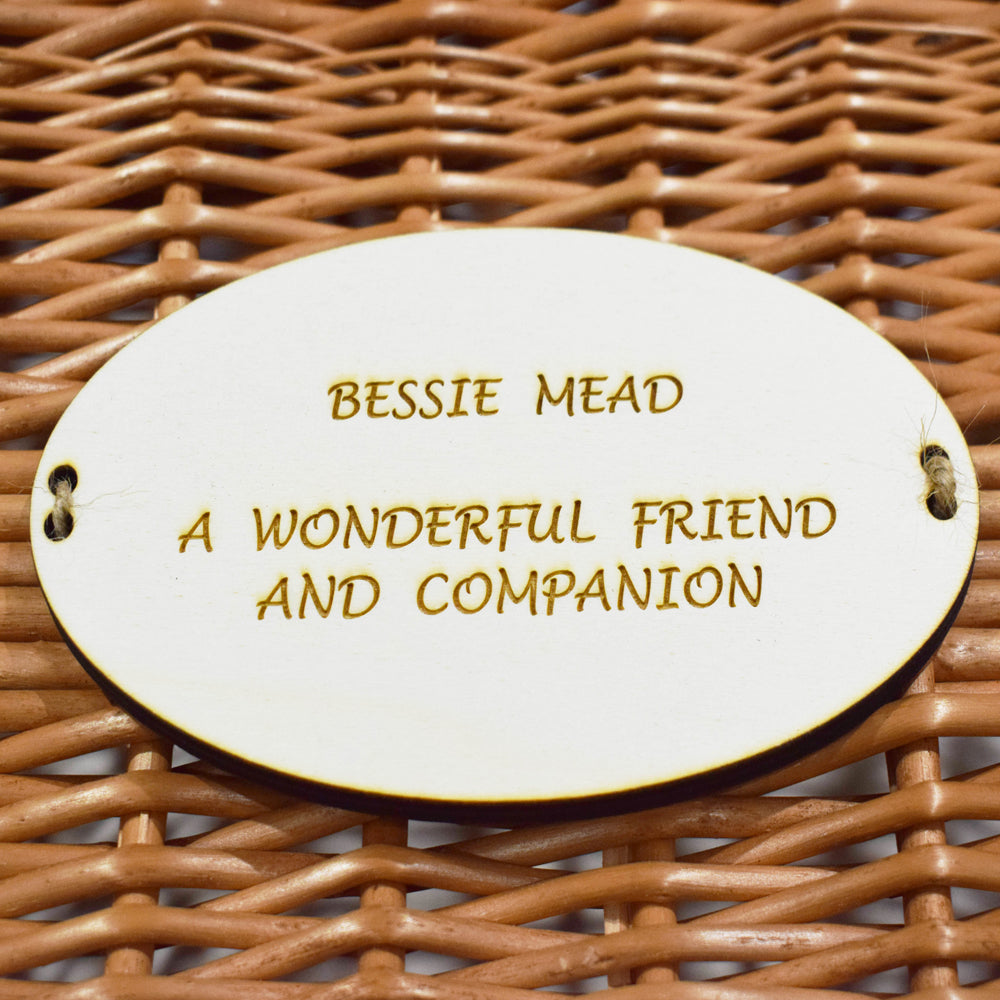 BESSIE MEAD
A WONDERFUL FRIEND
AND COMPANION